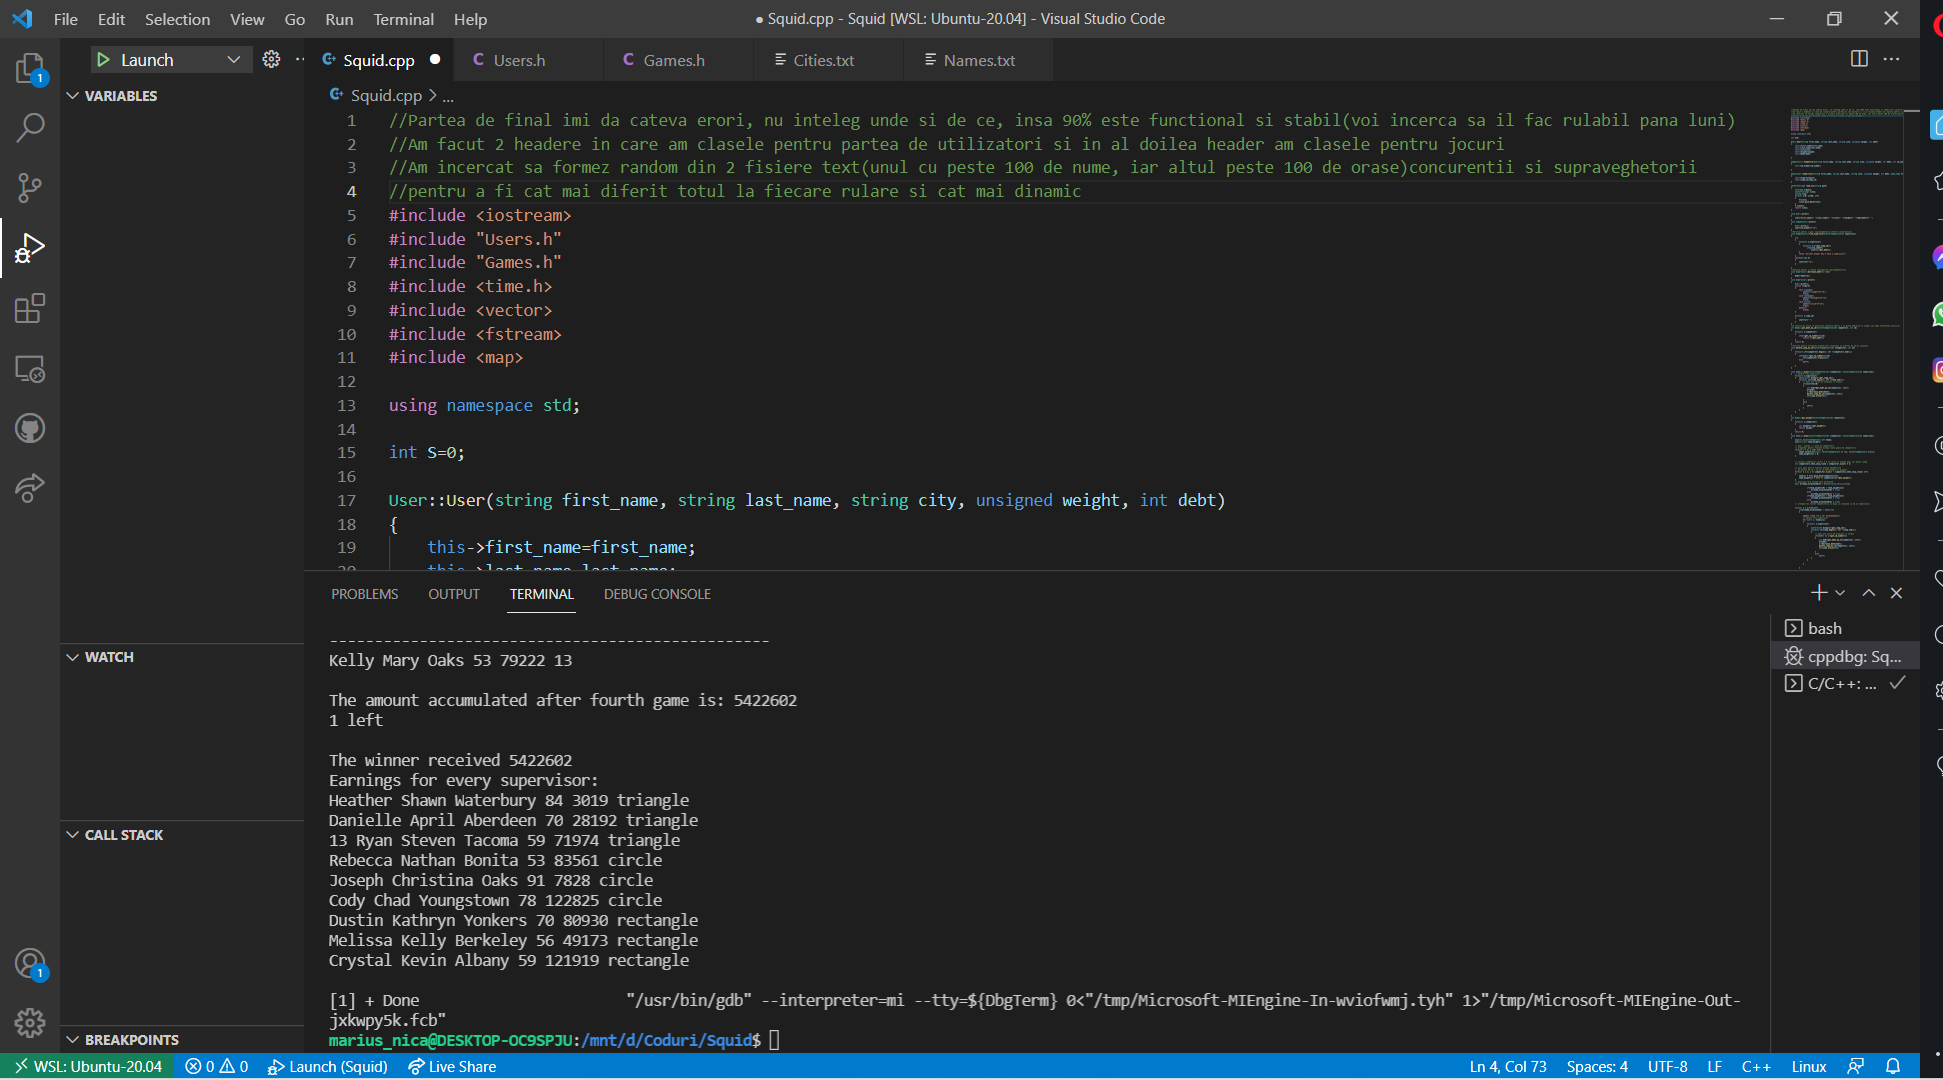 File Edit Selection View Go Run Terminal Help
● Squid.cpp - Squid [WSL: Ubuntu-20.04] - Visual Studio Code
Launch
Squid.cpp
C Users.h
C Games.h
Cities.txt
Names.txt
1
VARIABLES
Squid.cpp > ...
1 //Partea de final imi da cateva erori, nu inteleg unde si de ce, insa 90% este functional si stabil(voi incerca sa il fac rulabil pana luni)
2 //Am facut 2 headere in care am clasele pentru partea de utilizatori si in al doilea header am clasele pentru jocuri
3 //Am incercat sa formez random din 2 fisiere text(unul cu peste 100 de nume, iar altul peste 100 de orase)concurentii si supraveghetorii
4 //pentru a fi cat mai diferit totul la fiecare rulare si cat mai dinamic
5 #include <iostream>
6 #include "Users.h"
7 #include "Games.h"
8 #include <time.h>
9 #include <vector>
10 #include <fstream>
11 #include <map>
12
13 using namespace std;
14
15 int S=0;
16
17 User::User(string first_name, string last_name, string city, unsigned weight, int debt)
18 {
19 this->first_name=first_name;
20 this->last_name=last_name;
PROBLEMS OUTPUT TERMINAL DEBUG CONSOLE
-------------------------------------------------
Kelly Mary Oaks 53 79222 13
The amount accumulated after fourth game is: 5422602
1 left
The winner received 5422602
Earnings for every supervisor:
Heather Shawn Waterbury 84 3019 triangle
Danielle April Aberdeen 70 28192 triangle
13 Ryan Steven Tacoma 59 71974 triangle
Rebecca Nathan Bonita 53 83561 circle
Joseph Christina Oaks 91 7828 circle
Cody Chad Youngstown 78 122825 circle
Dustin Kathryn Yonkers 70 80930 rectangle
Melissa Kelly Berkeley 56 49173 rectangle
Crystal Kevin Albany 59 121919 rectangle
[1] + Done "/usr/bin/gdb" --interpreter=mi --tty=${DbgTerm} 0<"/tmp/Microsoft-MIEngine-In-wviofwmj.tyh" 1>"/tmp/Microsoft-MIEngine-Out-
jxkwpy5k.fcb"
marius_nica@DESKTOP-OC9SPJU:/mnt/d/Coduri/Squid$
bash
cppdbg: Sq...
C/C++: ...
WATCH
CALL STACK
BREAKPOINTS
1
WSL: Ubuntu-20.04 0 0 Launch (Squid) Live Share
Ln 4, Col 73 Spaces: 4 UTF-8 LF C++ Linux